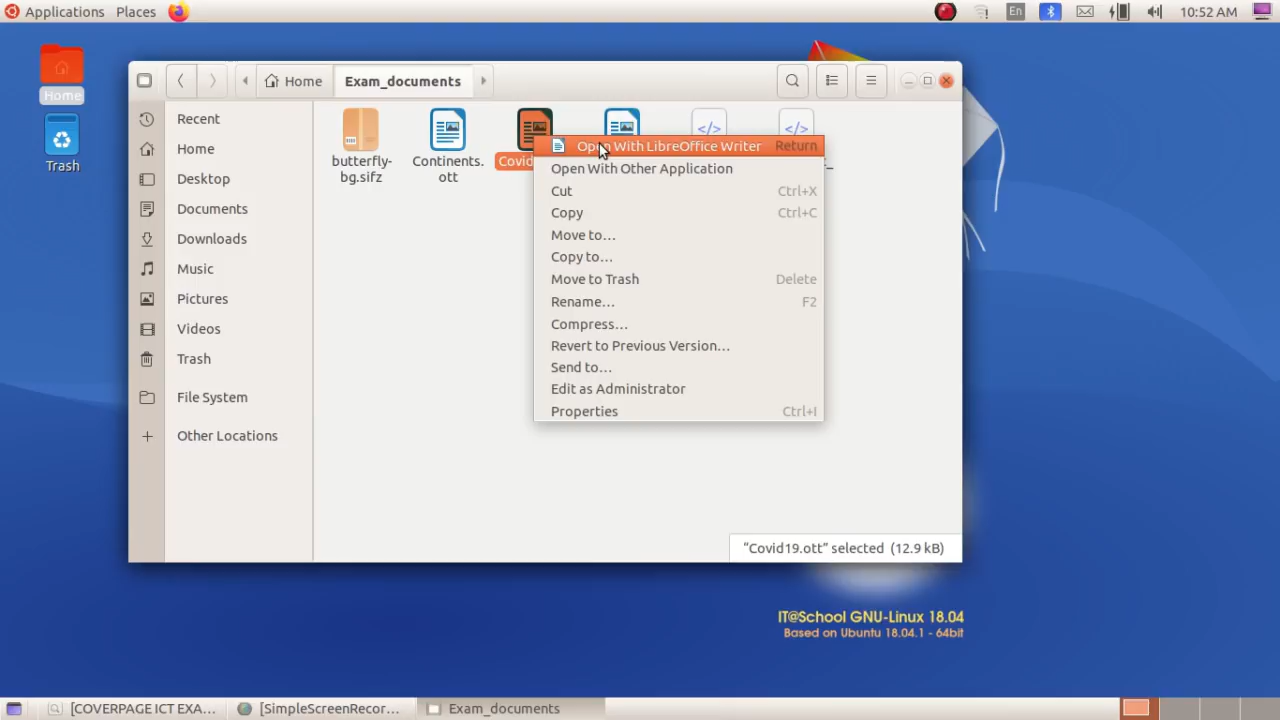 Applications Places
En
10:52 AM
Home
Trash
Home Exam_documents
Recent
Home
Desktop
Documents
Downloads
Music
Pictures
Videos
Trash
File System
Other Locations
butterfly-
bg.sifz
Continents.
ott
Open With LibreOffice Writer Return
Open With Other Application
Cut Ctrl+X
Copy Ctrl+C
Move to…
Copy to…
Move to Trash Delete
Rename… F2
Compress…
Revert to Previous Version…
Send to…
Edit as Administrator
Properties Ctrl+I
“Covid19.ott” selected (12.9 kB)
IT@School GNU-Linux 18.04
Based on Ubuntu 18.04.1 - 64bit
[COVERPAGE ICT EXA...
[SimpleScreenRecor...
Exam_documents